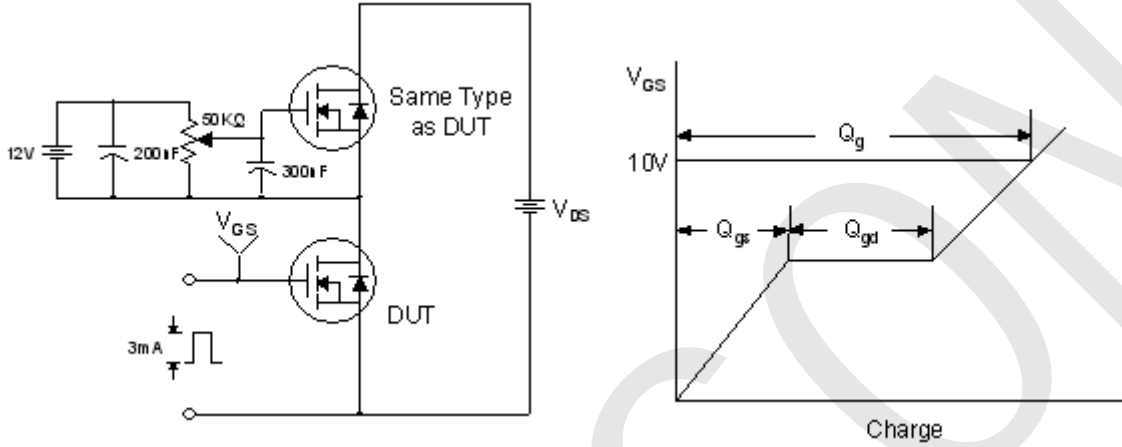 Same Type
as DUT
50KΩ
12V
200nF
300nF
V_DS
V_GS
DUT
3mA
V_GS
Q_g
10V
Q_gs
Q_gd
Charge